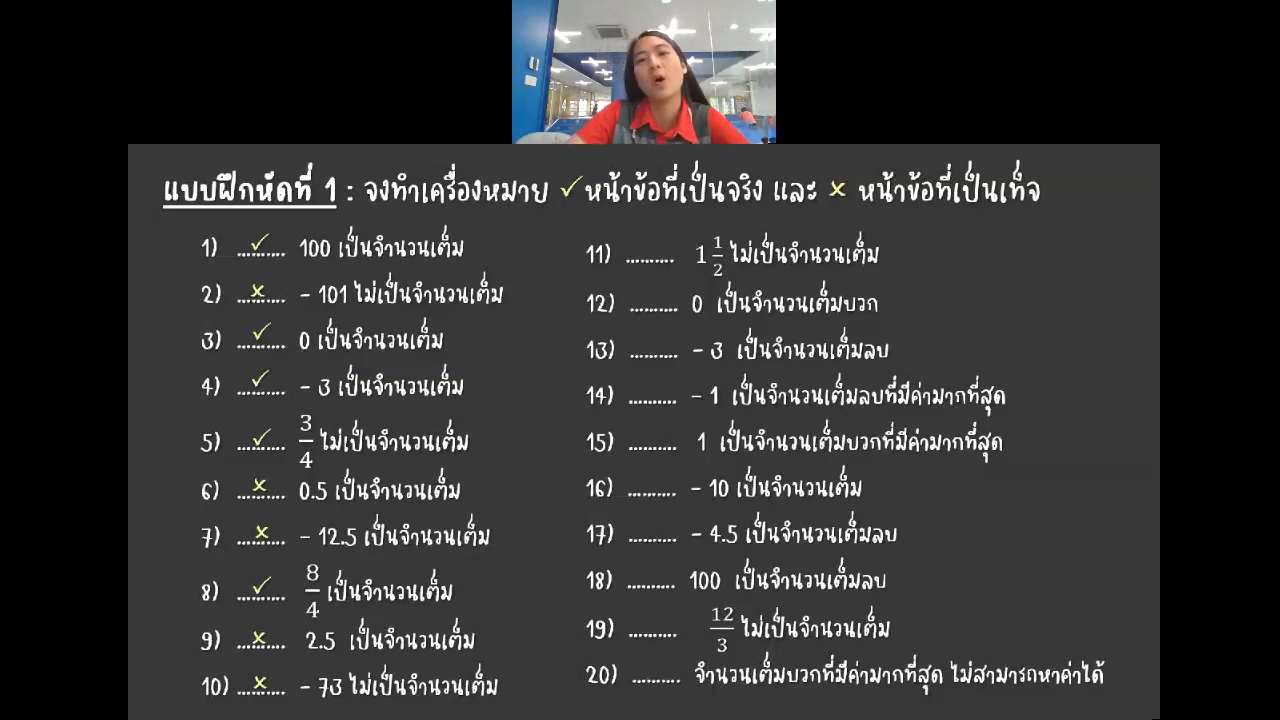 แบบฝึกหัดที่ 1 : จงทำเครื่องหมาย ✓ หน้าข้อที่เป็นจริง และ × หน้าข้อที่เป็นเท็จ
1) ....✓.... 100 เป็นจำนวนเต็ม
2) ....×.... - 101 ไม่เป็นจำนวนเต็ม
3) ....✓.... 0 เป็นจำนวนเต็ม
4) ....✓.... - 3 เป็นจำนวนเต็ม
5) ....✓.... 3/4 ไม่เป็นจำนวนเต็ม
6) ....×.... 0.5 เป็นจำนวนเต็ม
7) ....×.... - 12.5 เป็นจำนวนเต็ม
8) ....✓.... 8/4 เป็นจำนวนเต็ม
9) ....×.... 2.5 เป็นจำนวนเต็ม
10) ....×.... - 73 ไม่เป็นจำนวนเต็ม
11) .......... 1 1/2 ไม่เป็นจำนวนเต็ม
12) .......... 0 เป็นจำนวนเต็มบวก
13) .......... - 3 เป็นจำนวนเต็มลบ
14) .......... - 1 เป็นจำนวนเต็มลบที่มีค่ามากที่สุด
15) .......... 1 เป็นจำนวนเต็มบวกที่มีค่ามากที่สุด
16) .......... - 10 เป็นจำนวนเต็ม
17) .......... - 4.5 เป็นจำนวนเต็มลบ
18) .......... 100 เป็นจำนวนเต็มลบ
19) .......... 12/3 ไม่เป็นจำนวนเต็ม
20) .......... จำนวนเต็มบวกที่มีค่ามากที่สุด ไม่สามารถหาค่าได้